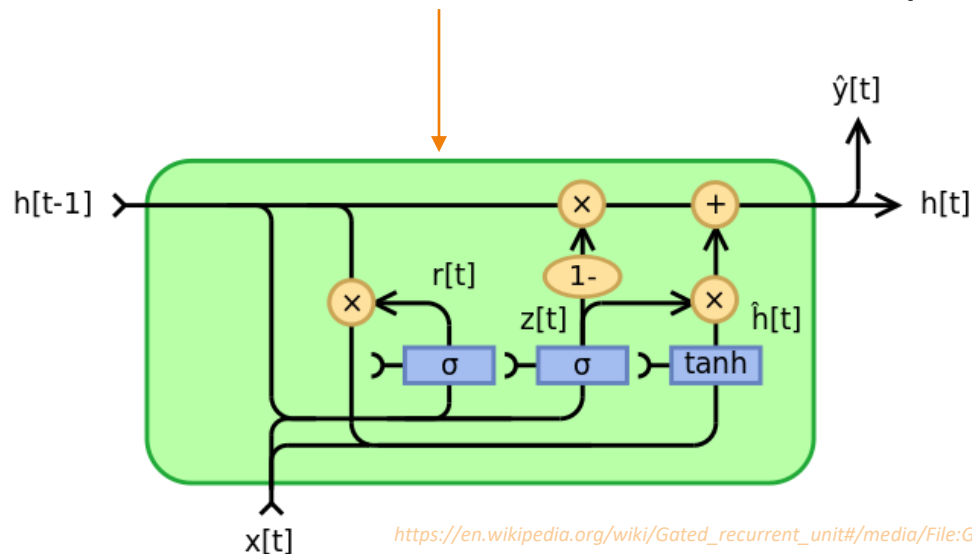 ŷ[t]
h[t-1]
×
+
h[t]
r[t]
1-
×
z[t]
×
ĥ[t]
σ
σ
tanh
x[t]
https://en.wikipedia.org/wiki/Gated_recurrent_unit#/media/File:G